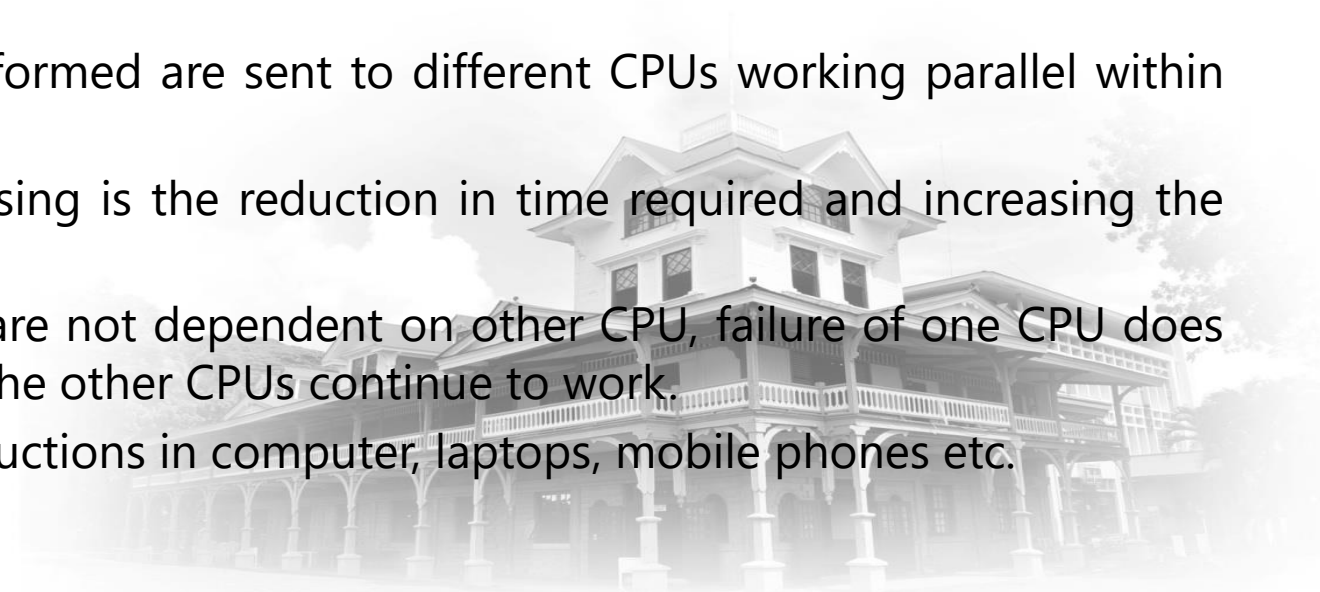 formed are sent to different CPUs working parallel within
sing is the reduction in time required and increasing the
are not dependent on other CPU, failure of one CPU does
he other CPUs continue to work.
uctions in computer, laptops, mobile phones etc.